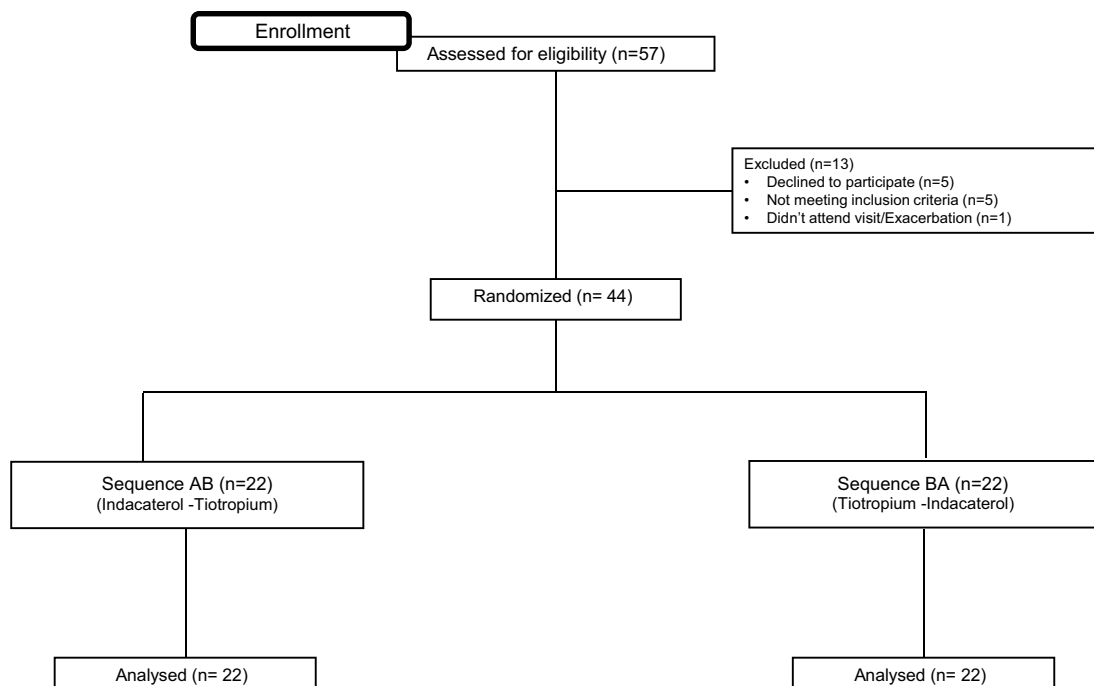 Enrollment
Assessed for eligibility (n=57)
Excluded (n=13)
• Declined to participate (n=5)
• Not meeting inclusion criteria (n=5)
• Didn't attend visit/Exacerbation (n=1)
Randomized (n= 44)
Sequence AB (n=22)
(Indacaterol -Tiotropium)
Sequence BA (n=22)
(Tiotropium -Indacaterol)
Analysed (n= 22)
Analysed (n= 22)